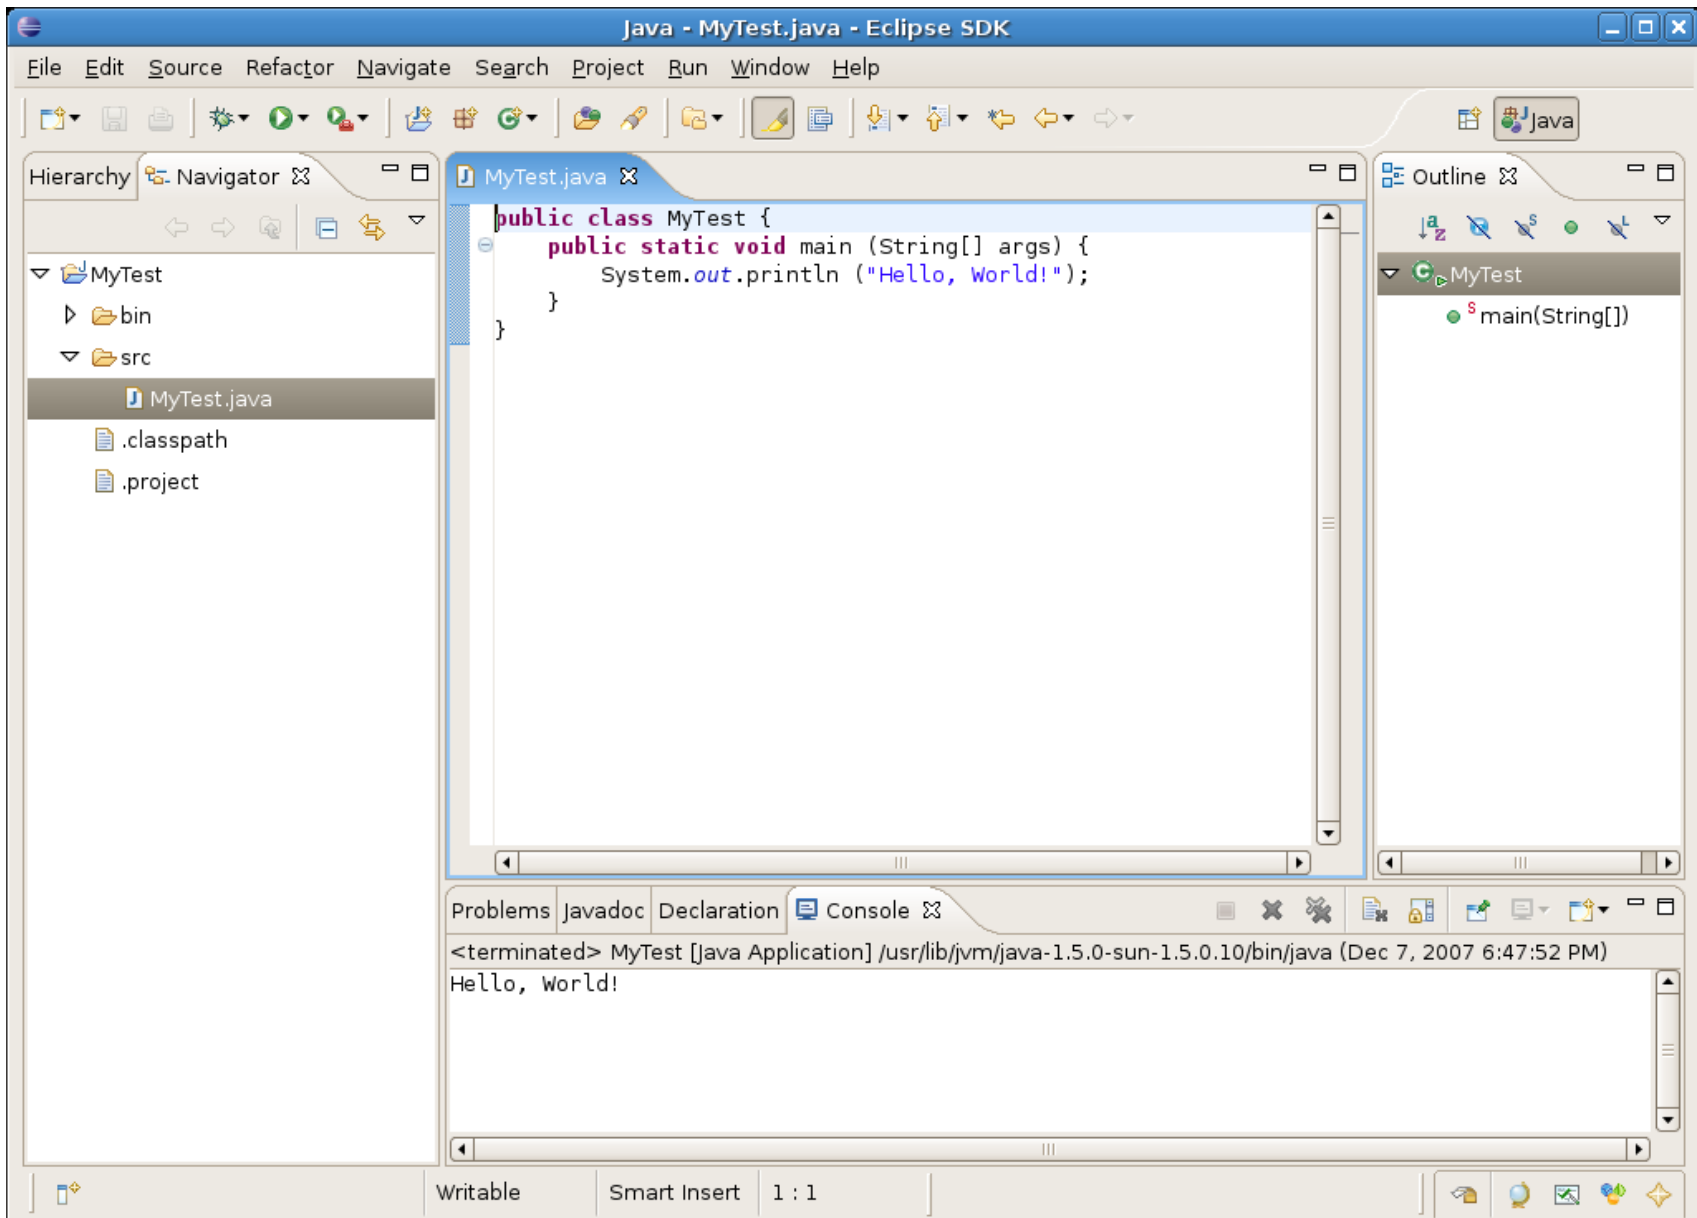 Java - MyTest.java - Eclipse SDK
File Edit Source Refactor Navigate Search Project Run Window Help
Java
Hierarchy Navigator
MyTest
bin
src
MyTest.java
.classpath
.project
MyTest.java
public class MyTest {
    public static void main (String[] args) {
        System.out.println ("Hello, World!");
    }
}
Outline
MyTest
main(String[])
Problems Javadoc Declaration Console
<terminated> MyTest [Java Application] /usr/lib/jvm/java-1.5.0-sun-1.5.0.10/bin/java (Dec 7, 2007 6:47:52 PM)
Hello, World!
Writable Smart Insert 1 : 1